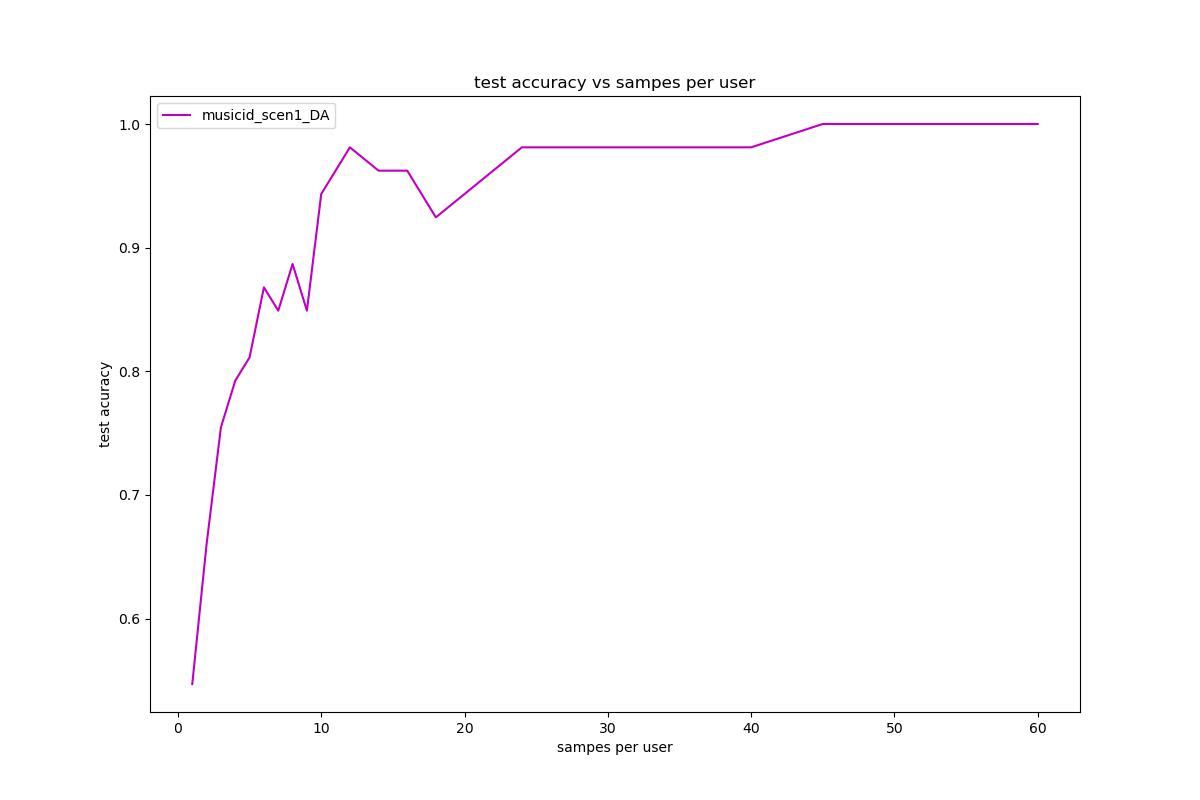 test accuracy vs sampes per user
musicid_scen1_DA
1.0
0.9
0.8
0.7
0.6
test acuracy
0 10 20 30 40 50 60
sampes per user